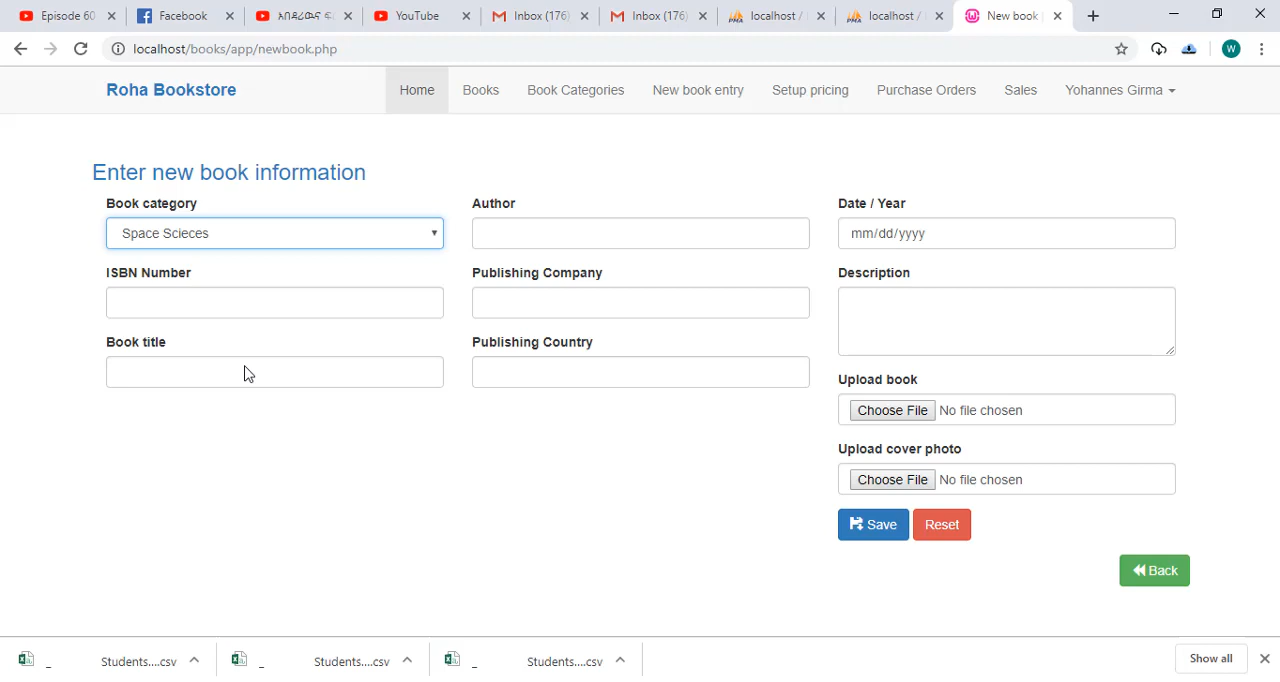 Episode 60
Facebook
YouTube
Inbox (176)
Inbox (176)
localhost /
localhost /
New book
localhost/books/app/newbook.php
W
Roha Bookstore
Home
Books
Book Categories
New book entry
Setup pricing
Purchase Orders
Sales
Yohannes Girma
Enter new book information
Book category
Author
Date / Year
Space Scieces
mm/dd/yyyy
ISBN Number
Publishing Company
Description
Book title
Publishing Country
Upload book
Choose File No file chosen
Upload cover photo
Choose File No file chosen
Save
Reset
Back
_ Students....csv
_ Students....csv
_ Students....csv
Show all